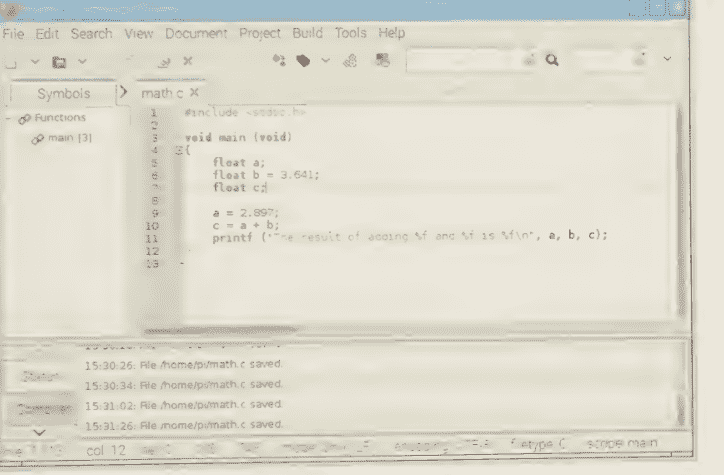 File Edit Search View Document Project Build Tools Help
Symbols
math.c
Functions
main [3]
1 #include
2
3 void main (void)
4 {
5 float a;
6 float b = 3.641;
7 float c;
8
9 a = 2.897;
10 c = a + b;
11 printf ("The result of adding %f and %f is %f\n", a, b, c);
12
13
15:30:26: File /home/pi/math.c saved.
15:30:34: File /home/pi/math.c saved.
15:31:02: File /home/pi/math.c saved.
15:31:26: File /home/pi/math.c saved.
col 12 filetype: C scope: main